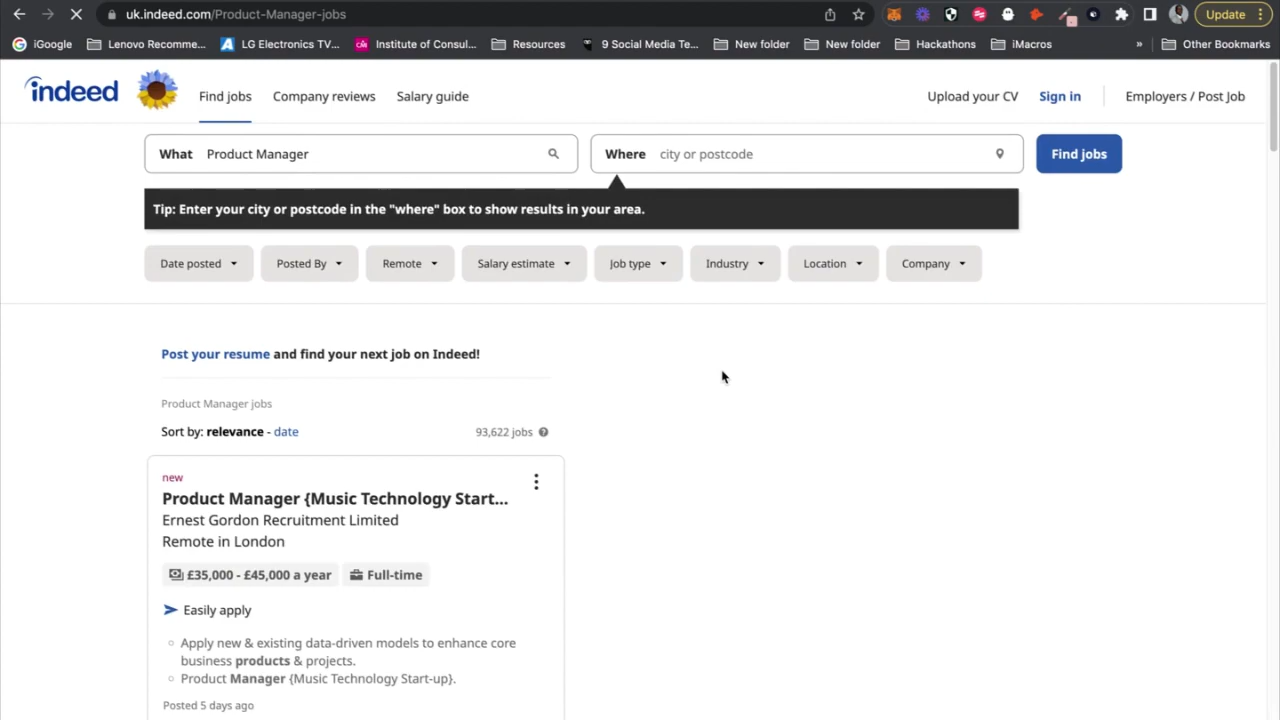 uk.indeed.com/Product-Manager-jobs
Update
iGoogle
Lenovo Recomme...
LG Electronics TV...
Institute of Consul...
Resources
9 Social Media Te...
New folder
New folder
Hackathons
iMacros
»
Other Bookmarks
indeed
Find jobs
Company reviews
Salary guide
Upload your CV
Sign in
Employers / Post Job
What Product Manager
Where city or postcode
Find jobs
Tip: Enter your city or postcode in the "where" box to show results in your area.
Date posted
Posted By
Remote
Salary estimate
Job type
Industry
Location
Company
Post your resume and find your next job on Indeed!
Product Manager jobs
Sort by: relevance - date
93,622 jobs
new
Product Manager {Music Technology Start...
Ernest Gordon Recruitment Limited
Remote in London
£35,000 - £45,000 a year
Full-time
Easily apply
Apply new & existing data-driven models to enhance core
business products & projects.
Product Manager {Music Technology Start-up}.
Posted 5 days ago